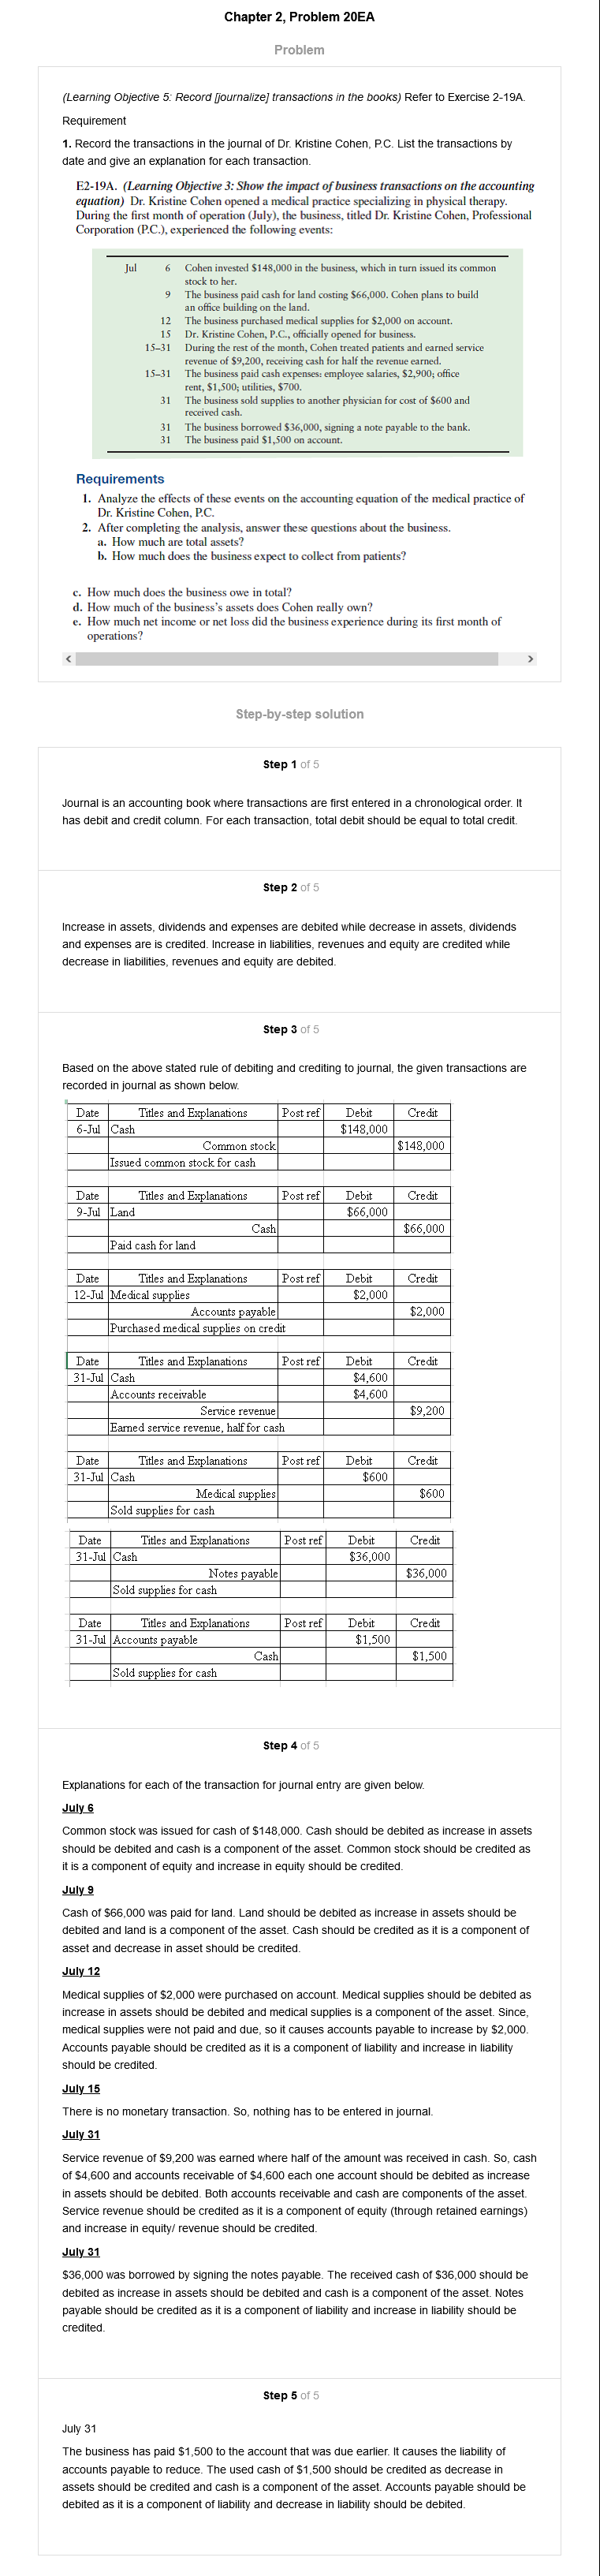 Chapter 2, Problem 20EA
Problem
(Learning Objective 5: Record [journalize] transactions in the books) Refer to Exercise 2-19A.
Requirement
1. Record the transactions in the journal of Dr. Kristine Cohen, P.C. List the transactions by
date and give an explanation for each transaction.
E2-19A. (Learning Objective 3: Show the impact of business transactions on the accounting
equation) Dr. Kristine Cohen opened a medical practice specializing in physical therapy.
During the first month of operation (July), the business, titled Dr. Kristine Cohen, Professional
Corporation (P.C.), experienced the following events:
Jul 6 Cohen invested $148,000 in the business, which in turn issued its common
stock to her.
9 The business paid cash for land costing $66,000. Cohen plans to build
an office building on the land.
12 The business purchased medical supplies for $2,000 on account.
15 Dr. Kristine Cohen, P.C., officially opened for business.
15–31 During the rest of the month, Cohen treated patients and earned service
revenue of $9,200, receiving cash for half the revenue earned.
15–31 The business paid cash expenses: employee salaries, $2,900; office
rent, $1,500; utilities, $700.
31 The business sold supplies to another physician for cost of $600 and
received cash.
31 The business borrowed $36,000, signing a note payable to the bank.
31 The business paid $1,500 on account.
Requirements
1. Analyze the effects of these events on the accounting equation of the medical practice of
Dr. Kristine Cohen, P.C.
2. After completing the analysis, answer these questions about the business.
a. How much are total assets?
b. How much does the business expect to collect from patients?
c. How much does the business owe in total?
d. How much of the business's assets does Cohen really own?
e. How much net income or net loss did the business experience during its first month of
operations?
Step-by-step solution
Step 1 of 5
Journal is an accounting book where transactions are first entered in a chronological order. It
has debit and credit column. For each transaction, total debit should be equal to total credit.
Step 2 of 5
Increase in assets, dividends and expenses are debited while decrease in assets, dividends
and expenses are is credited. Increase in liabilities, revenues and equity are credited while
decrease in liabilities, revenues and equity are debited.
Step 3 of 5
Based on the above stated rule of debiting and crediting to journal, the given transactions are
recorded in journal as shown below.
Date Titles and Explanations Post ref Debit Credit
6-Jul Cash $148,000
Common stock $148,000
Issued common stock for cash
Date Titles and Explanations Post ref Debit Credit
9-Jul Land $66,000
Cash $66,000
Paid cash for land
Date Titles and Explanations Post ref Debit Credit
12-Jul Medical supplies $2,000
Accounts payable $2,000
Purchased medical supplies on credit
Date Titles and Explanations Post ref Debit Credit
31-Jul Cash $4,600
Accounts receivable $4,600
Service revenue $9,200
Earned service revenue, half for cash
Date Titles and Explanations Post ref Debit Credit
31-Jul Cash $600
Medical supplies $600
Sold supplies for cash
Date Titles and Explanations Post ref Debit Credit
31-Jul Cash $36,000
Notes payable $36,000
Sold supplies for cash
Date Titles and Explanations Post ref Debit Credit
31-Jul Accounts payable $1,500
Cash $1,500
Sold supplies for cash
Step 4 of 5
Explanations for each of the transaction for journal entry are given below.
July 6
Common stock was issued for cash of $148,000. Cash should be debited as increase in assets
should be debited and cash is a component of the asset. Common stock should be credited as
it is a component of equity and increase in equity should be credited.
July 9
Cash of $66,000 was paid for land. Land should be debited as increase in assets should be
debited and land is a component of the asset. Cash should be credited as it is a component of
asset and decrease in asset should be credited.
July 12
Medical supplies of $2,000 were purchased on account. Medical supplies should be debited as
increase in assets should be debited and medical supplies is a component of the asset. Since,
medical supplies were not paid and due, so it causes accounts payable to increase by $2,000.
Accounts payable should be credited as it is a component of liability and increase in liability
should be credited.
July 15
There is no monetary transaction. So, nothing has to be entered in journal.
July 31
Service revenue of $9,200 was earned where half of the amount was received in cash. So, cash
of $4,600 and accounts receivable of $4,600 each one account should be debited as increase
in assets should be debited. Both accounts receivable and cash are components of the asset.
Service revenue should be credited as it is a component of equity (through retained earnings)
and increase in equity/ revenue should be credited.
July 31
$36,000 was borrowed by signing the notes payable. The received cash of $36,000 should be
debited as increase in assets should be debited and cash is a component of the asset. Notes
payable should be credited as it is a component of liability and increase in liability should be
credited.
Step 5 of 5
July 31
The business has paid $1,500 to the account that was due earlier. It causes the liability of
accounts payable to reduce. The used cash of $1,500 should be credited as decrease in
assets should be credited and cash is a component of the asset. Accounts payable should be
debited as it is a component of liability and decrease in liability should be debited.